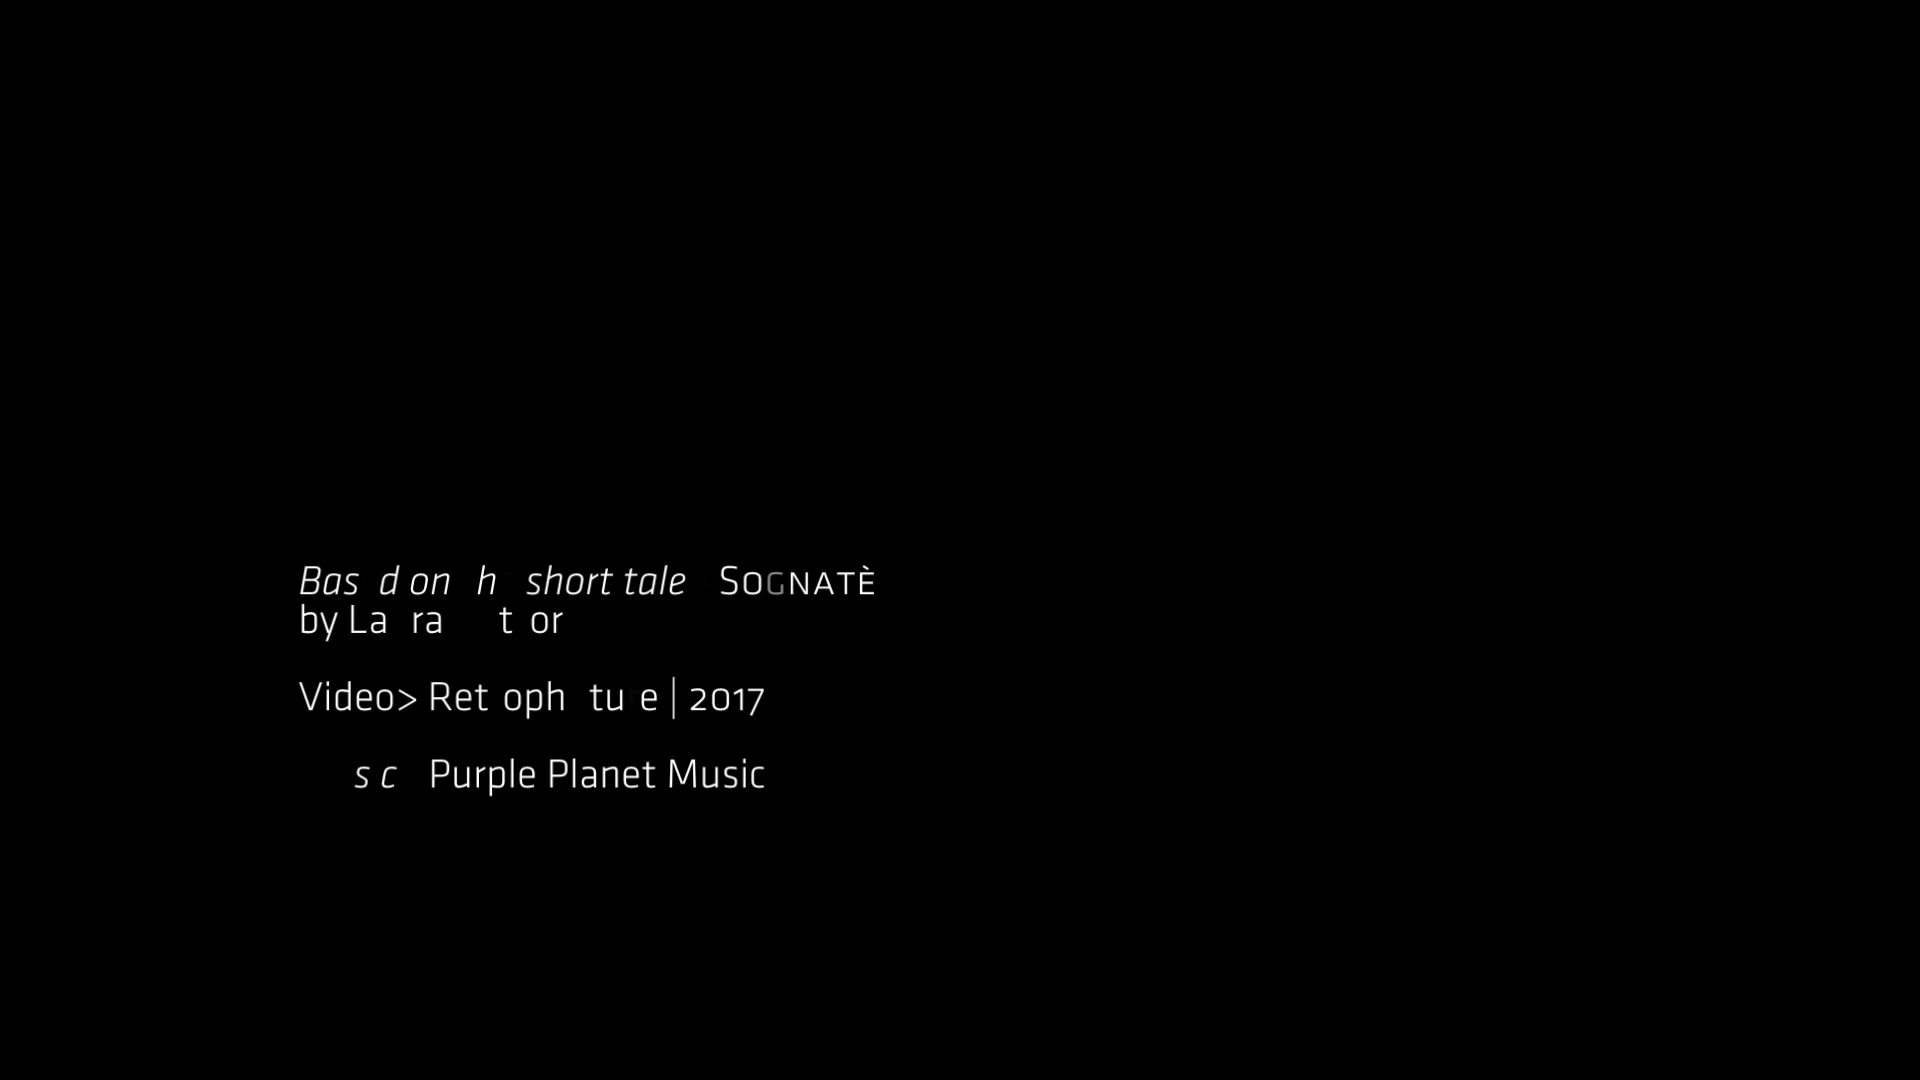 Bas d on h short tale SOGNATÈ
by La ra t or
Video> Ret oph tu e | 2017
s c Purple Planet Music